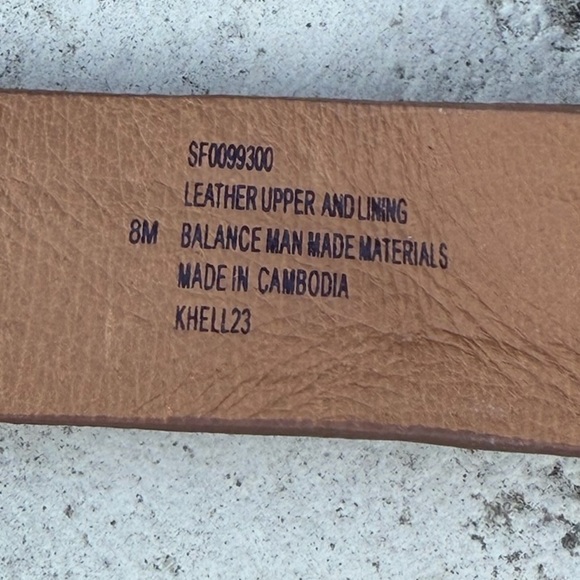 SF0099300
LEATHER UPPER AND LINING
8M BALANCE MAN MADE MATERIALS
MADE IN CAMBODIA
KHELL23